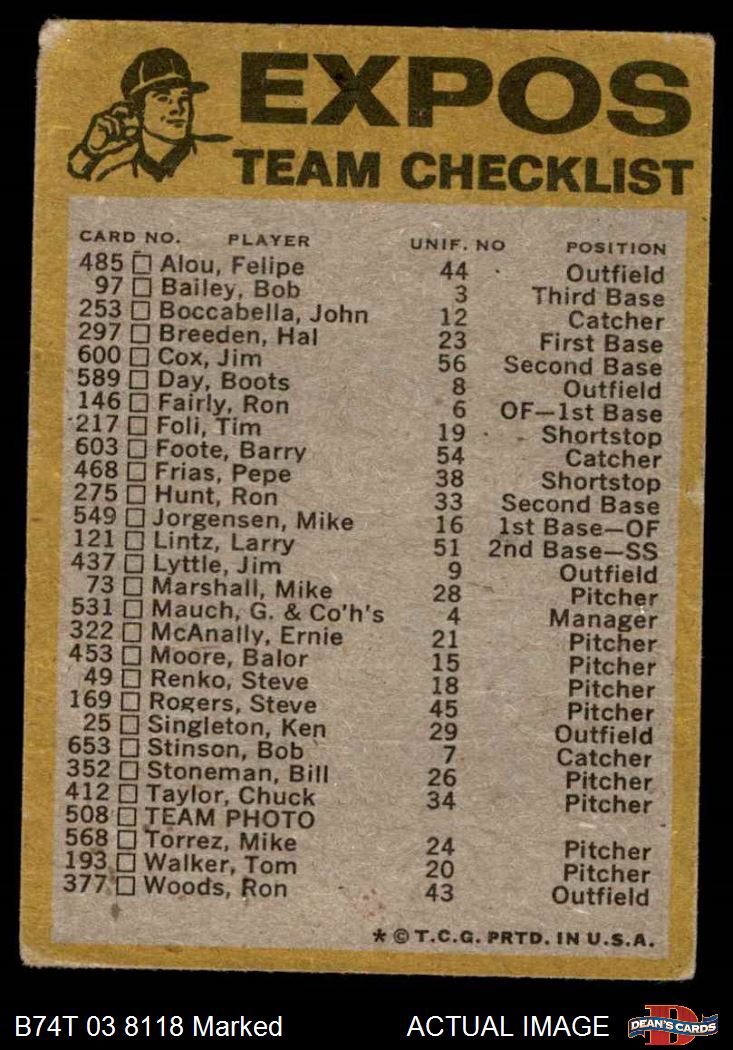 EXPOS
TEAM CHECKLIST
CARD NO. PLAYER UNIF. NO POSITION
485 Alou, Felipe 44 Outfield
97 Bailey, Bob 3 Third Base
253 Boccabella, John 12 Catcher
297 Breeden, Hal 23 First Base
600 Cox, Jim 56 Second Base
589 Day, Boots 8 Outfield
146 Fairly, Ron 6 OF—1st Base
217 Foli, Tim 19 Shortstop
603 Foote, Barry 54 Catcher
468 Frias, Pepe 38 Shortstop
275 Hunt, Ron 33 Second Base
549 Jorgensen, Mike 16 1st Base—OF
121 Lintz, Larry 51 2nd Base—SS
437 Lyttle, Jim 9 Outfield
73 Marshall, Mike 28 Pitcher
531 Mauch, G. & Co'h's 4 Manager
322 McAnally, Ernie 21 Pitcher
453 Moore, Balor 15 Pitcher
49 Renko, Steve 18 Pitcher
169 Rogers, Steve 45 Pitcher
25 Singleton, Ken 29 Outfield
653 Stinson, Bob 7 Catcher
352 Stoneman, Bill 26 Pitcher
412 Taylor, Chuck 34 Pitcher
508 TEAM PHOTO
568 Torrez, Mike 24 Pitcher
193 Walker, Tom 20 Pitcher
377 Woods, Ron 43 Outfield
* © T.C.G. PRTD. IN U.S.A.
B74T 03 8118 Marked ACTUAL IMAGE DEAN'S CARDS